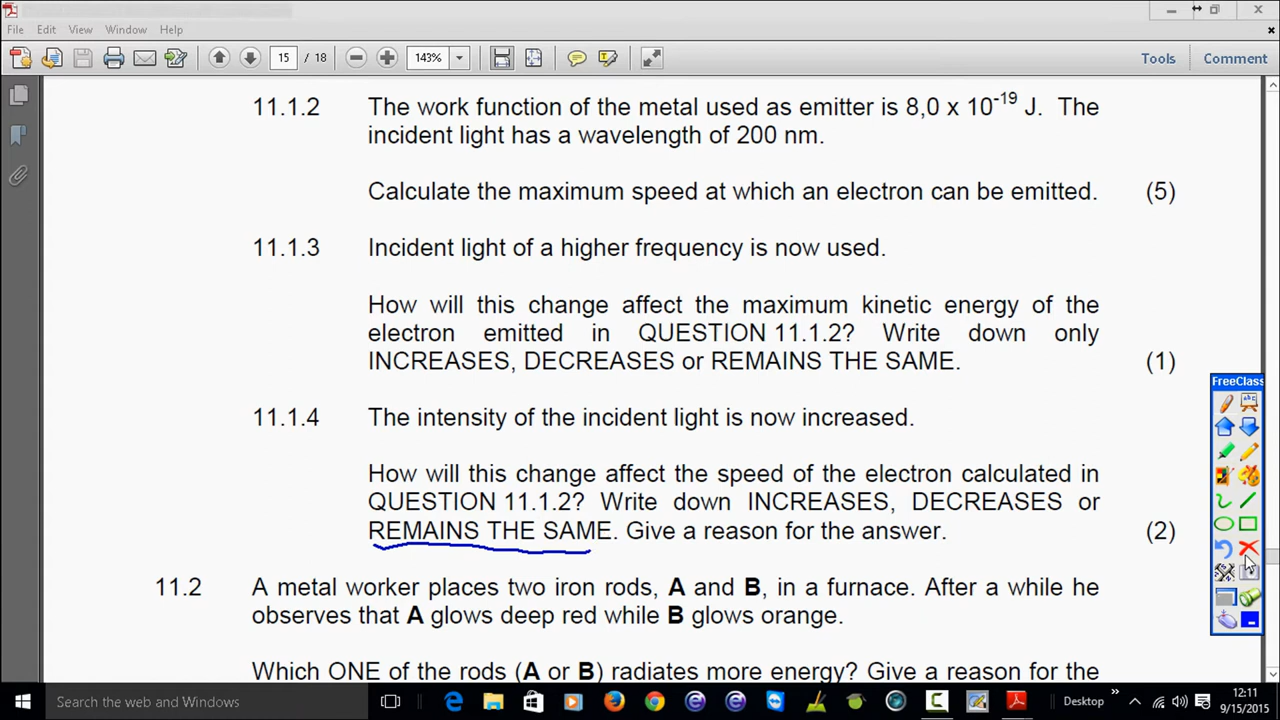 File Edit View Window Help
15 / 18 143% Tools Comment
11.1.2 The work function of the metal used as emitter is 8,0 x 10⁻¹⁹ J. The
incident light has a wavelength of 200 nm.
Calculate the maximum speed at which an electron can be emitted. (5)
11.1.3 Incident light of a higher frequency is now used.
How will this change affect the maximum kinetic energy of the
electron emitted in QUESTION 11.1.2? Write down only
INCREASES, DECREASES or REMAINS THE SAME. (1)
11.1.4 The intensity of the incident light is now increased.
How will this change affect the speed of the electron calculated in
QUESTION 11.1.2? Write down INCREASES, DECREASES or
REMAINS THE SAME. Give a reason for the answer. (2)
11.2 A metal worker places two iron rods, A and B, in a furnace. After a while he
observes that A glows deep red while B glows orange.
Which ONE of the rods (A or B) radiates more energy? Give a reason for the
FreeClass
Search the web and Windows
Desktop
12:11
9/15/2015